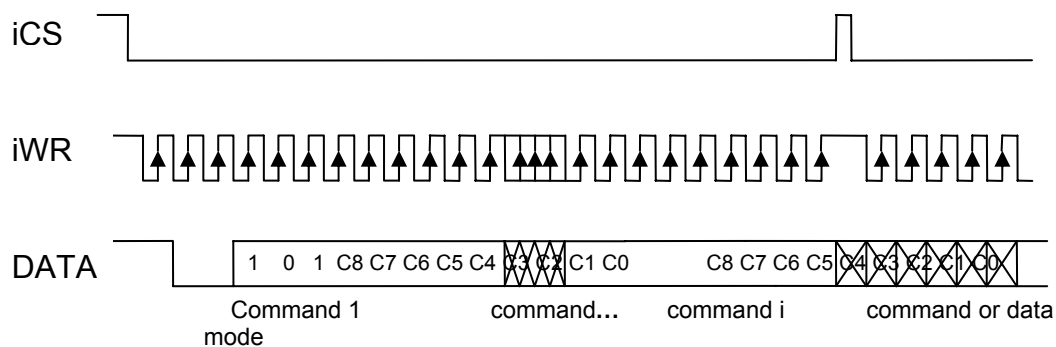 iCS
iWR
DATA
1 0 1 C8 C7 C6 C5 C4 C3 C2 C1 C0 C8 C7 C6 C5 C4 C3 C2 C1 C0
Command 1 command... command i command or data
mode